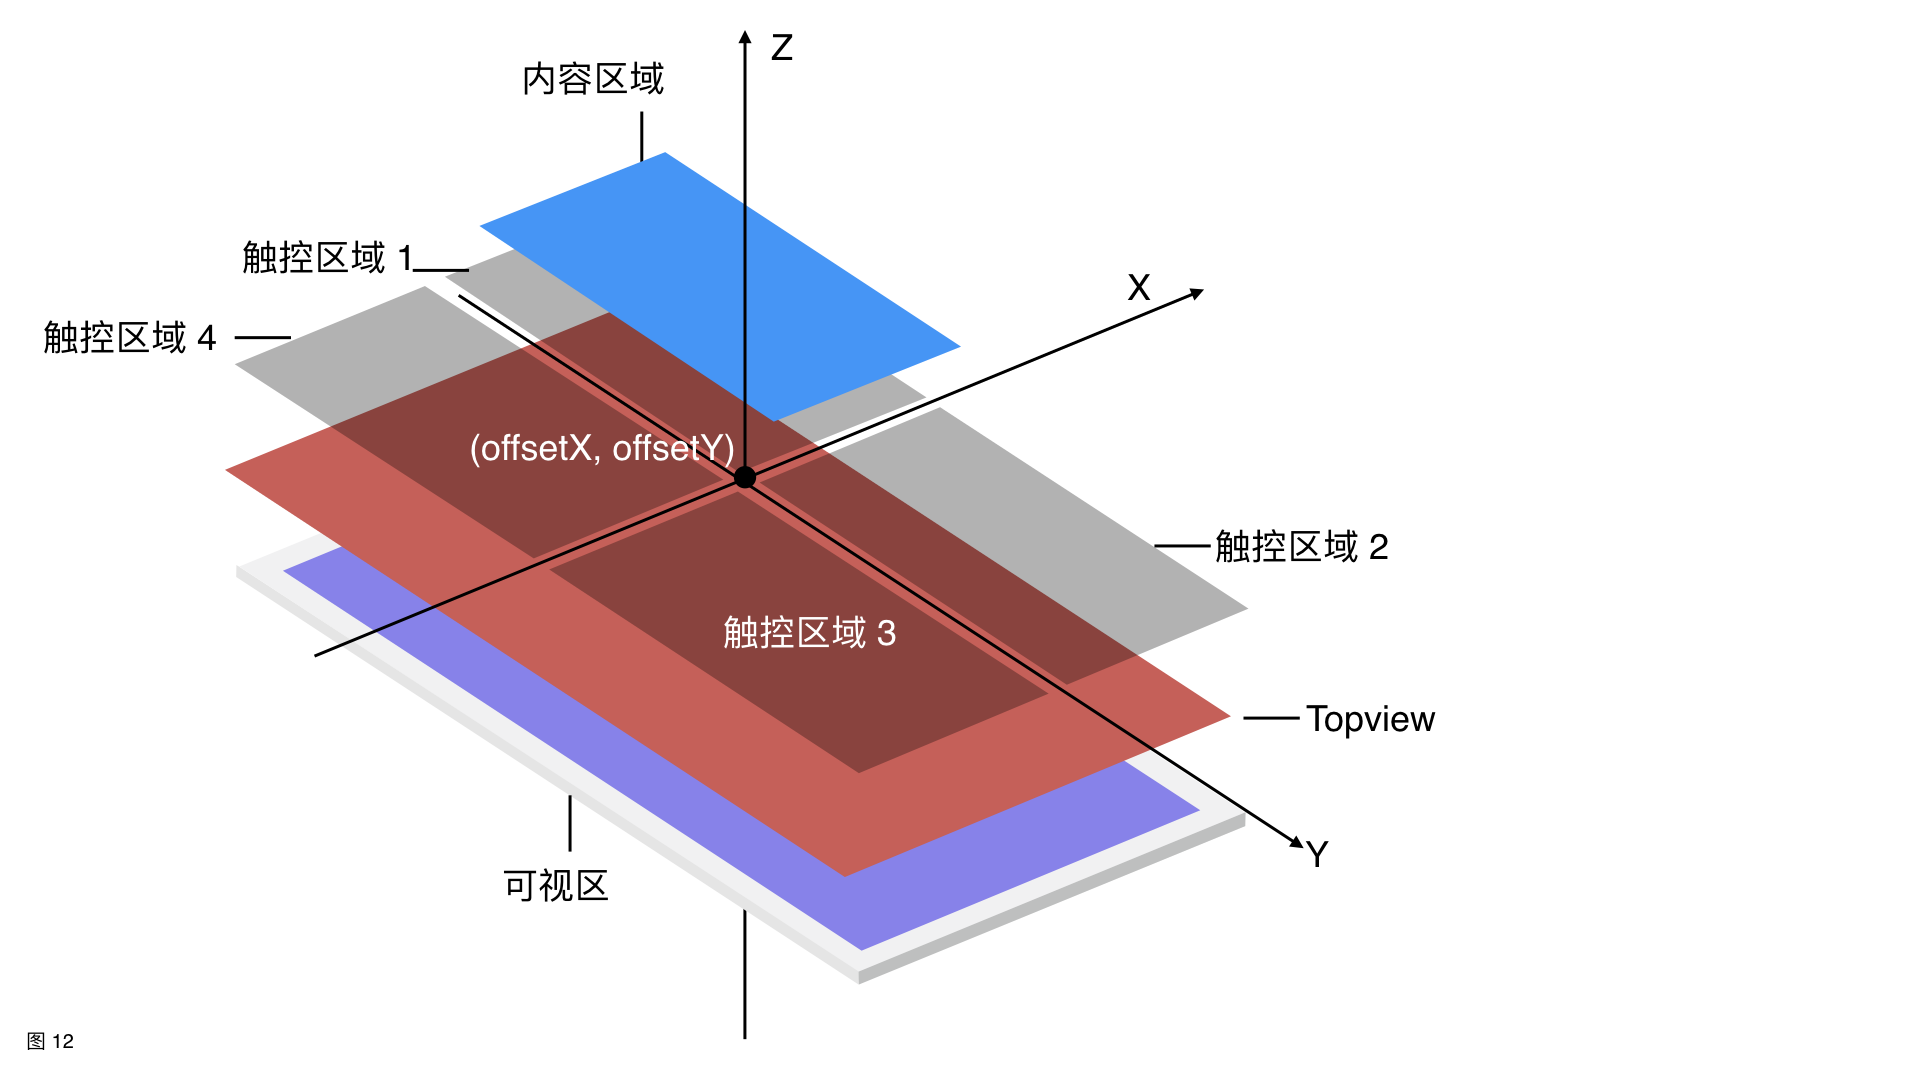 Z
内容区域
触控区域 1
X
触控区域 4
(offsetX, offsetY)
触控区域 2
触控区域 3
Topview
Y
可视区
图 12